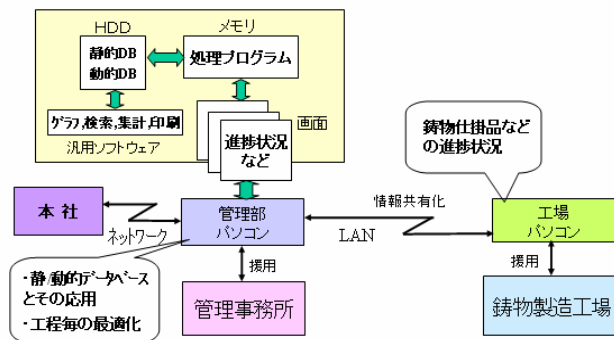 HDD
メモリ
静的DB
動的DB
処理プログラム
グラフ,検索,集計,印刷
汎用ソフトウェア
画面
進捗状況
など
鋳物仕掛品など
の進捗状況
本 社
ネットワーク
管理部
パソコン
情報共有化
LAN
工場
パソコン
・静/動的データベース
とその応用
・工程毎の最適化
援用
管理事務所
援用
鋳物製造工場